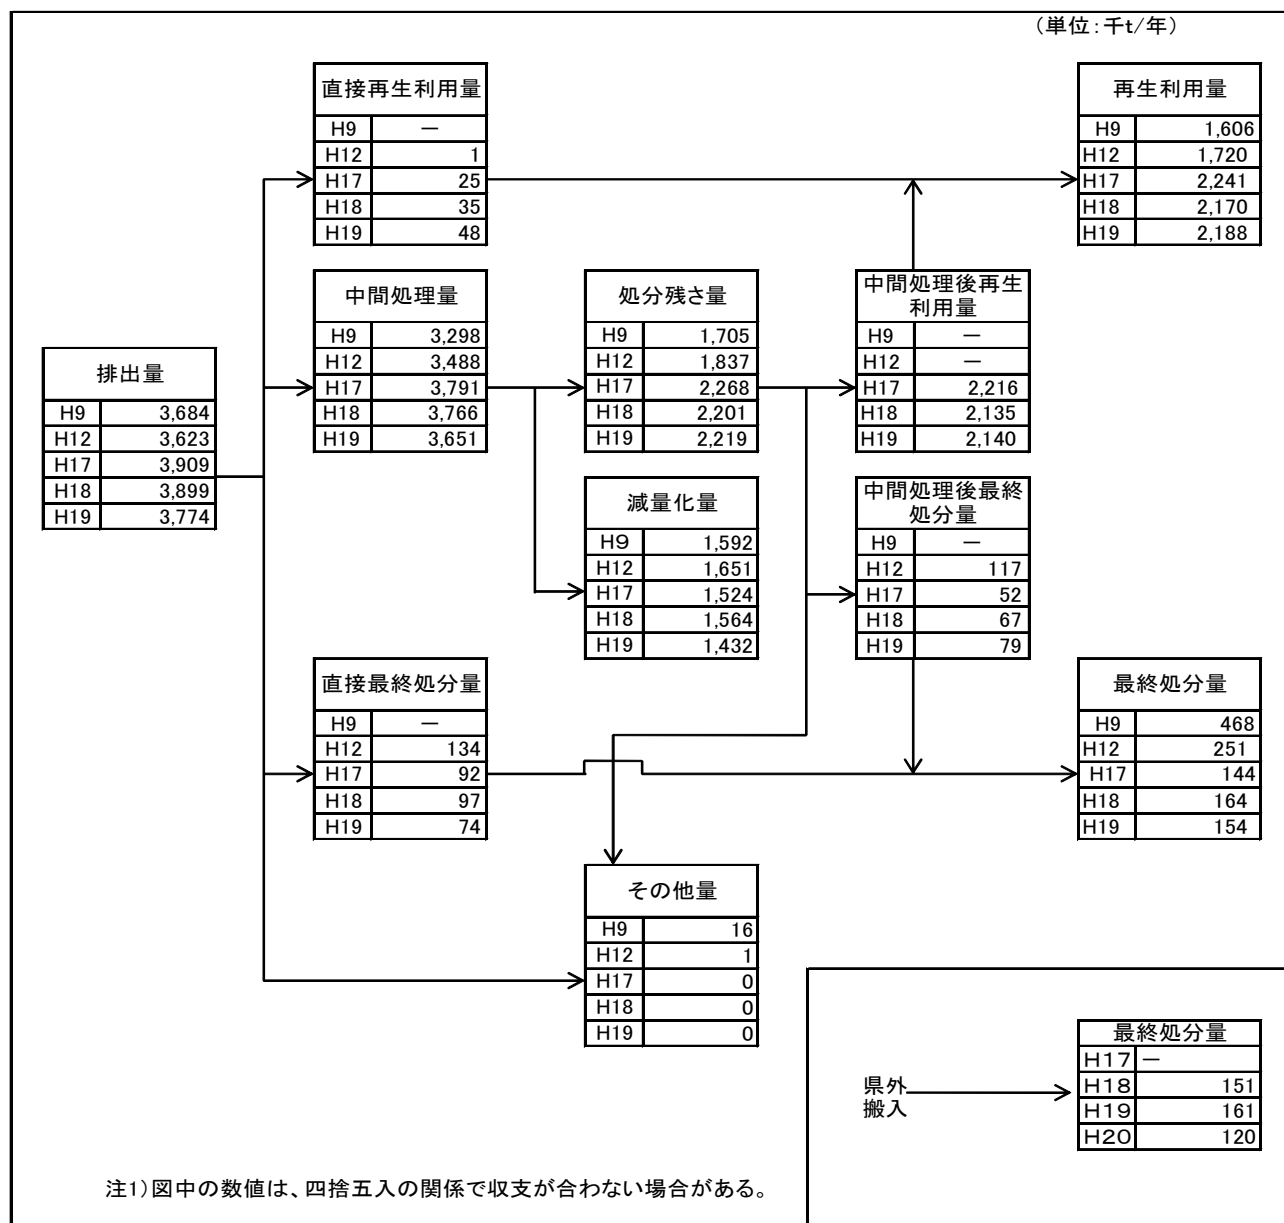 （単位：千t/年）
直接再生利用量
H9 －
H12 1
H17 25
H18 35
H19 48
再生利用量
H9 1,606
H12 1,720
H17 2,241
H18 2,170
H19 2,188
中間処理量
H9 3,298
H12 3,488
H17 3,791
H18 3,766
H19 3,651
処分残さ量
H9 1,705
H12 1,837
H17 2,268
H18 2,201
H19 2,219
中間処理後再生
利用量
H9 －
H12 －
H17 2,216
H18 2,135
H19 2,140
排出量
H9 3,684
H12 3,623
H17 3,909
H18 3,899
H19 3,774
減量化量
H９ 1,592
H12 1,651
H17 1,524
H18 1,564
H19 1,432
中間処理後最終
処分量
H9 －
H12 117
H17 52
H18 67
H19 79
直接最終処分量
H9 －
H12 134
H17 92
H18 97
H19 74
最終処分量
H9 468
H12 251
H17 144
H18 164
H19 154
その他量
H9 16
H12 1
H17 0
H18 0
H19 0
最終処分量
H１７ －
H１８ 151
H１９ 161
H２０ 120
県外
搬入
注1）図中の数値は、四捨五入の関係で収支が合わない場合がある。